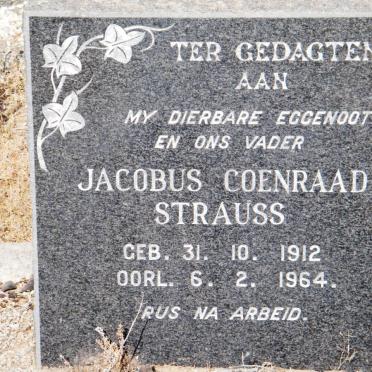 TER GEDAGTEN
AAN
MY DIERBARE EGGENOOT
EN ONS VADER
JACOBUS COENRAAD
STRAUSS
GEB. 31. 10. 1912
OORL. 6. 2. 1964.
RUS NA ARBEID.